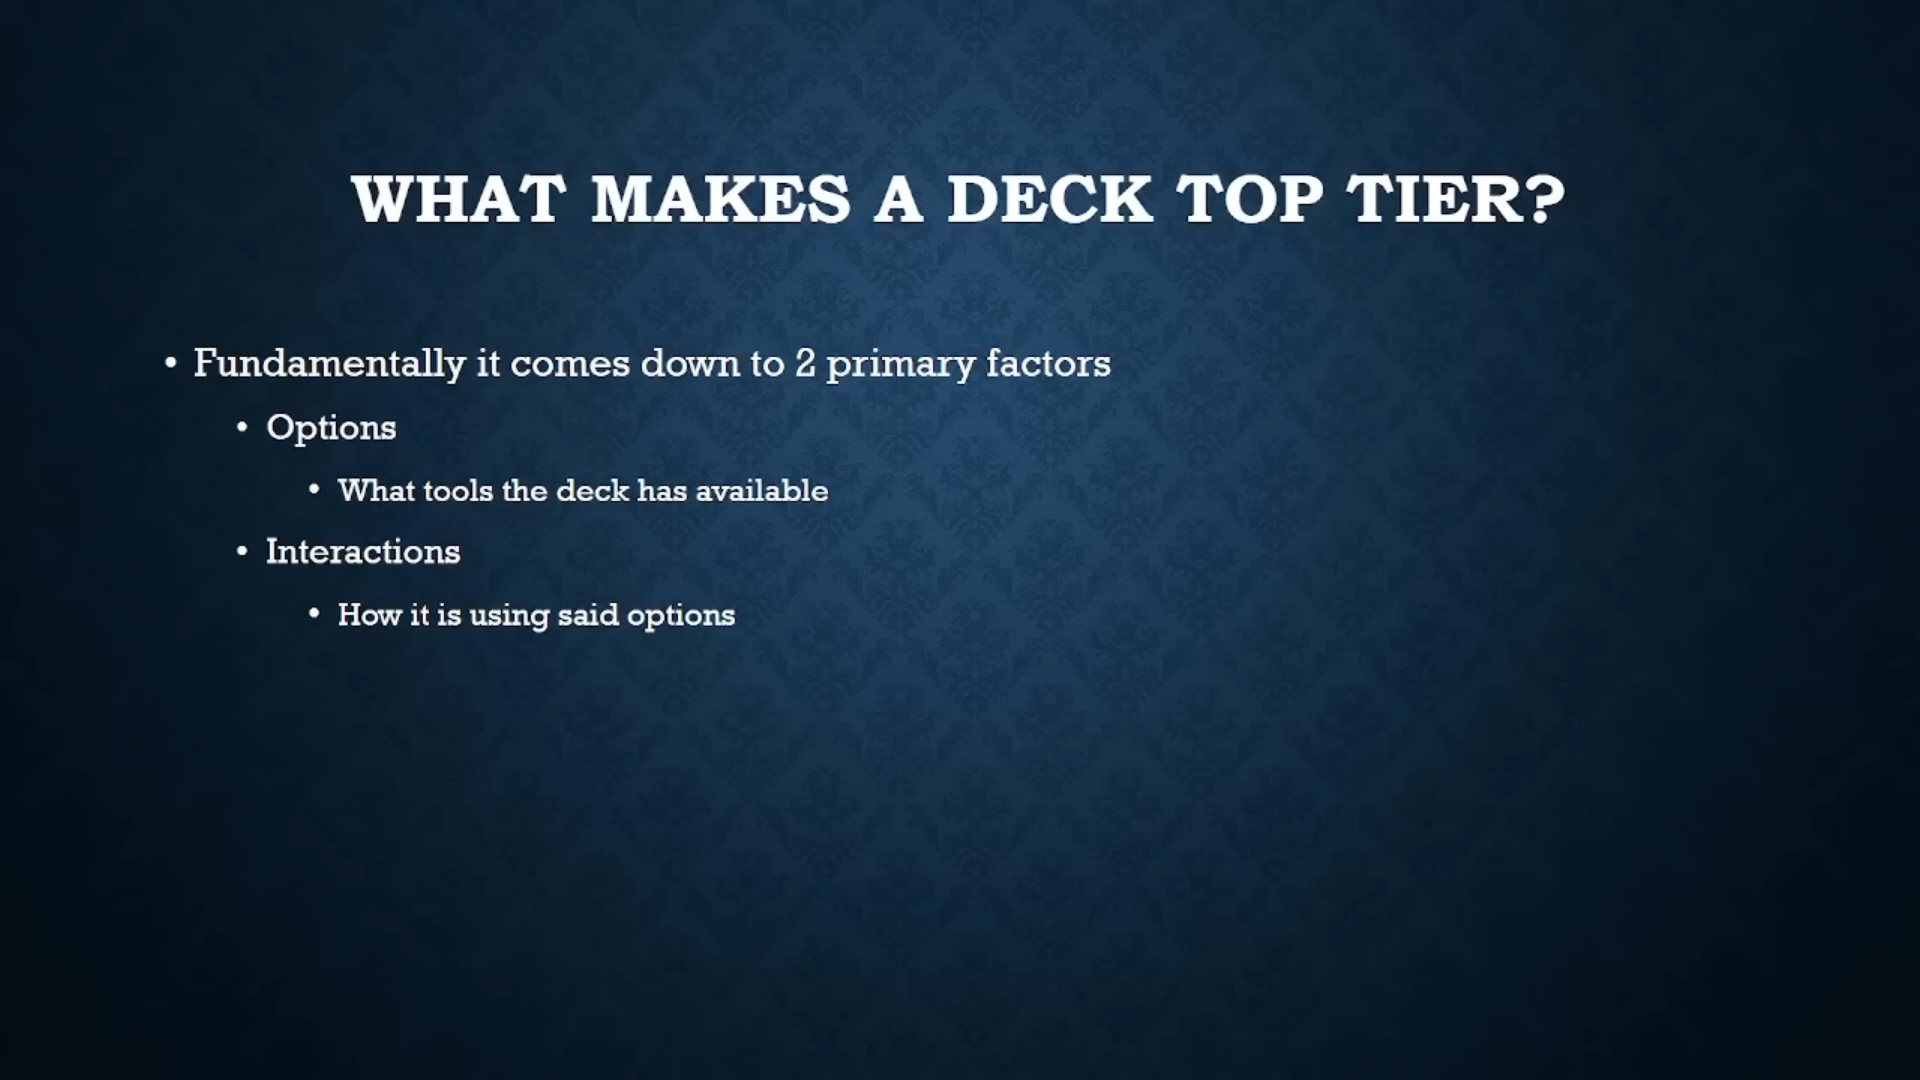 WHAT MAKES A DECK TOP TIER?
• Fundamentally it comes down to 2 primary factors
• Options
• What tools the deck has available
• Interactions
• How it is using said options